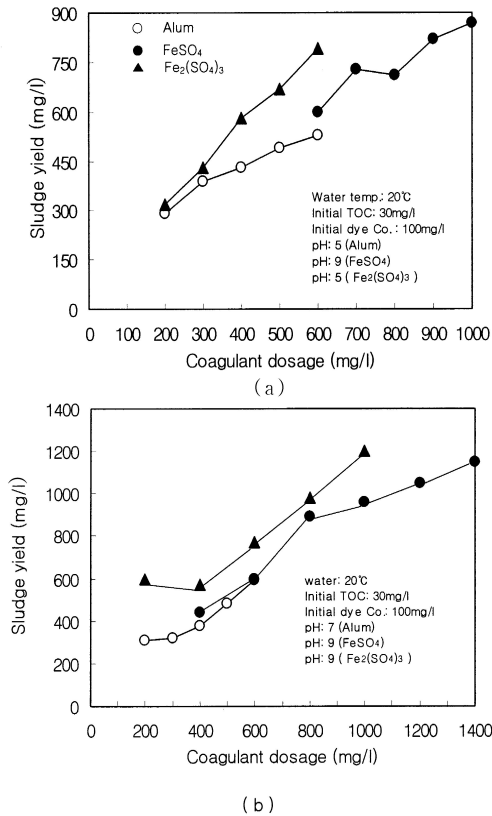 900
750
600
450
300
150
0
Sludge yield (mg/l)
Alum
FeSO4
Fe2(SO4)3
Water temp.: 20℃
Initial TOC: 30mg/l
Initial dye Co.: 100mg/l
pH: 5 (Alum)
pH: 9 (FeSO4)
pH: 5 ( Fe2(SO4)3 )
0 100 200 300 400 500 600 700 800 900 1000
Coagulant dosage (mg/l)
(a)
1400
1200
1000
800
600
400
200
0
Sludge yield (mg/l)
water: 20℃
Initial TOC: 30mg/l
Initial dye Co.: 100mg/l
pH: 7 (Alum)
pH: 9 (FeSO4)
pH: 9 ( Fe2(SO4)3 )
0 200 400 600 800 1000 1200 1400
Coagulant dosage (mg/l)
(b)